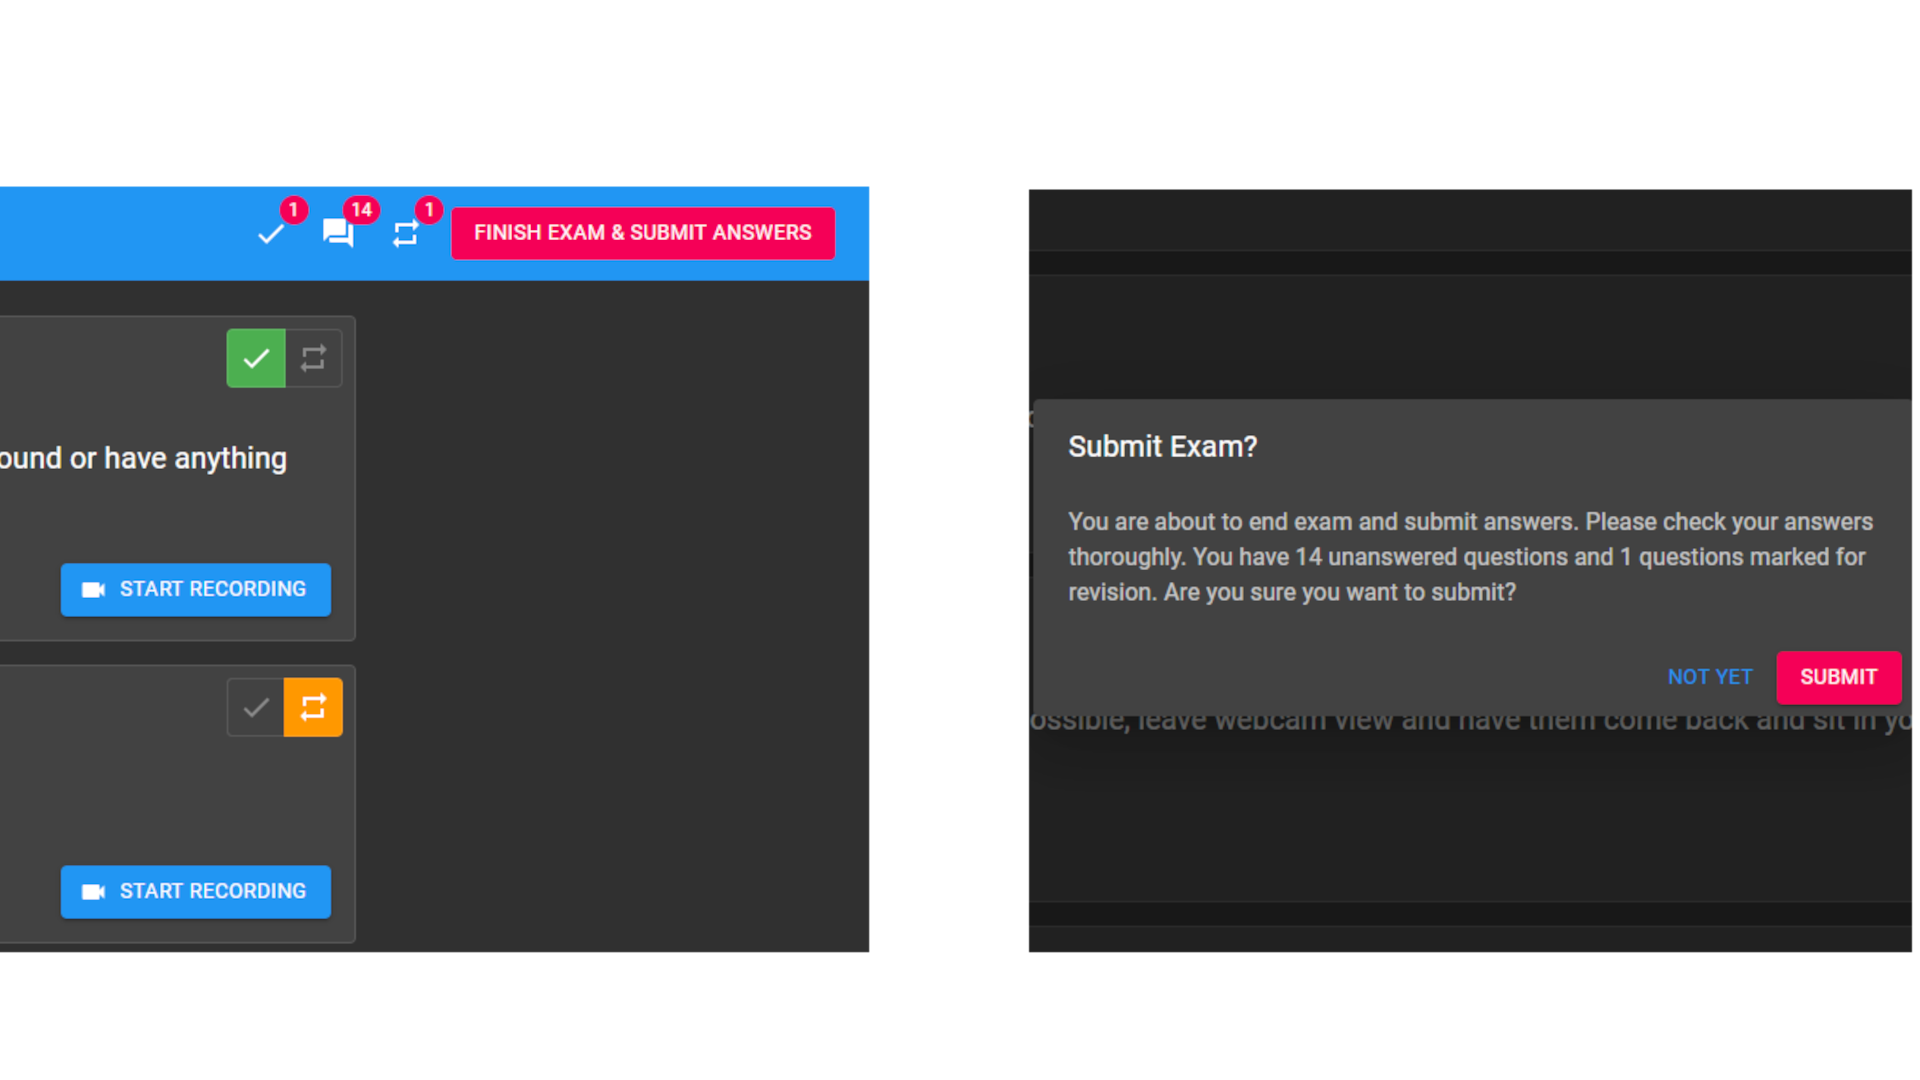 1 14 1
FINISH EXAM & SUBMIT ANSWERS
ound or have anything
START RECORDING
START RECORDING
Submit Exam?
You are about to end exam and submit answers. Please check your answers
thoroughly. You have 14 unanswered questions and 1 questions marked for
revision. Are you sure you want to submit?
NOT YET
SUBMIT
ossible, leave webcam view and have them come back and sit in yo